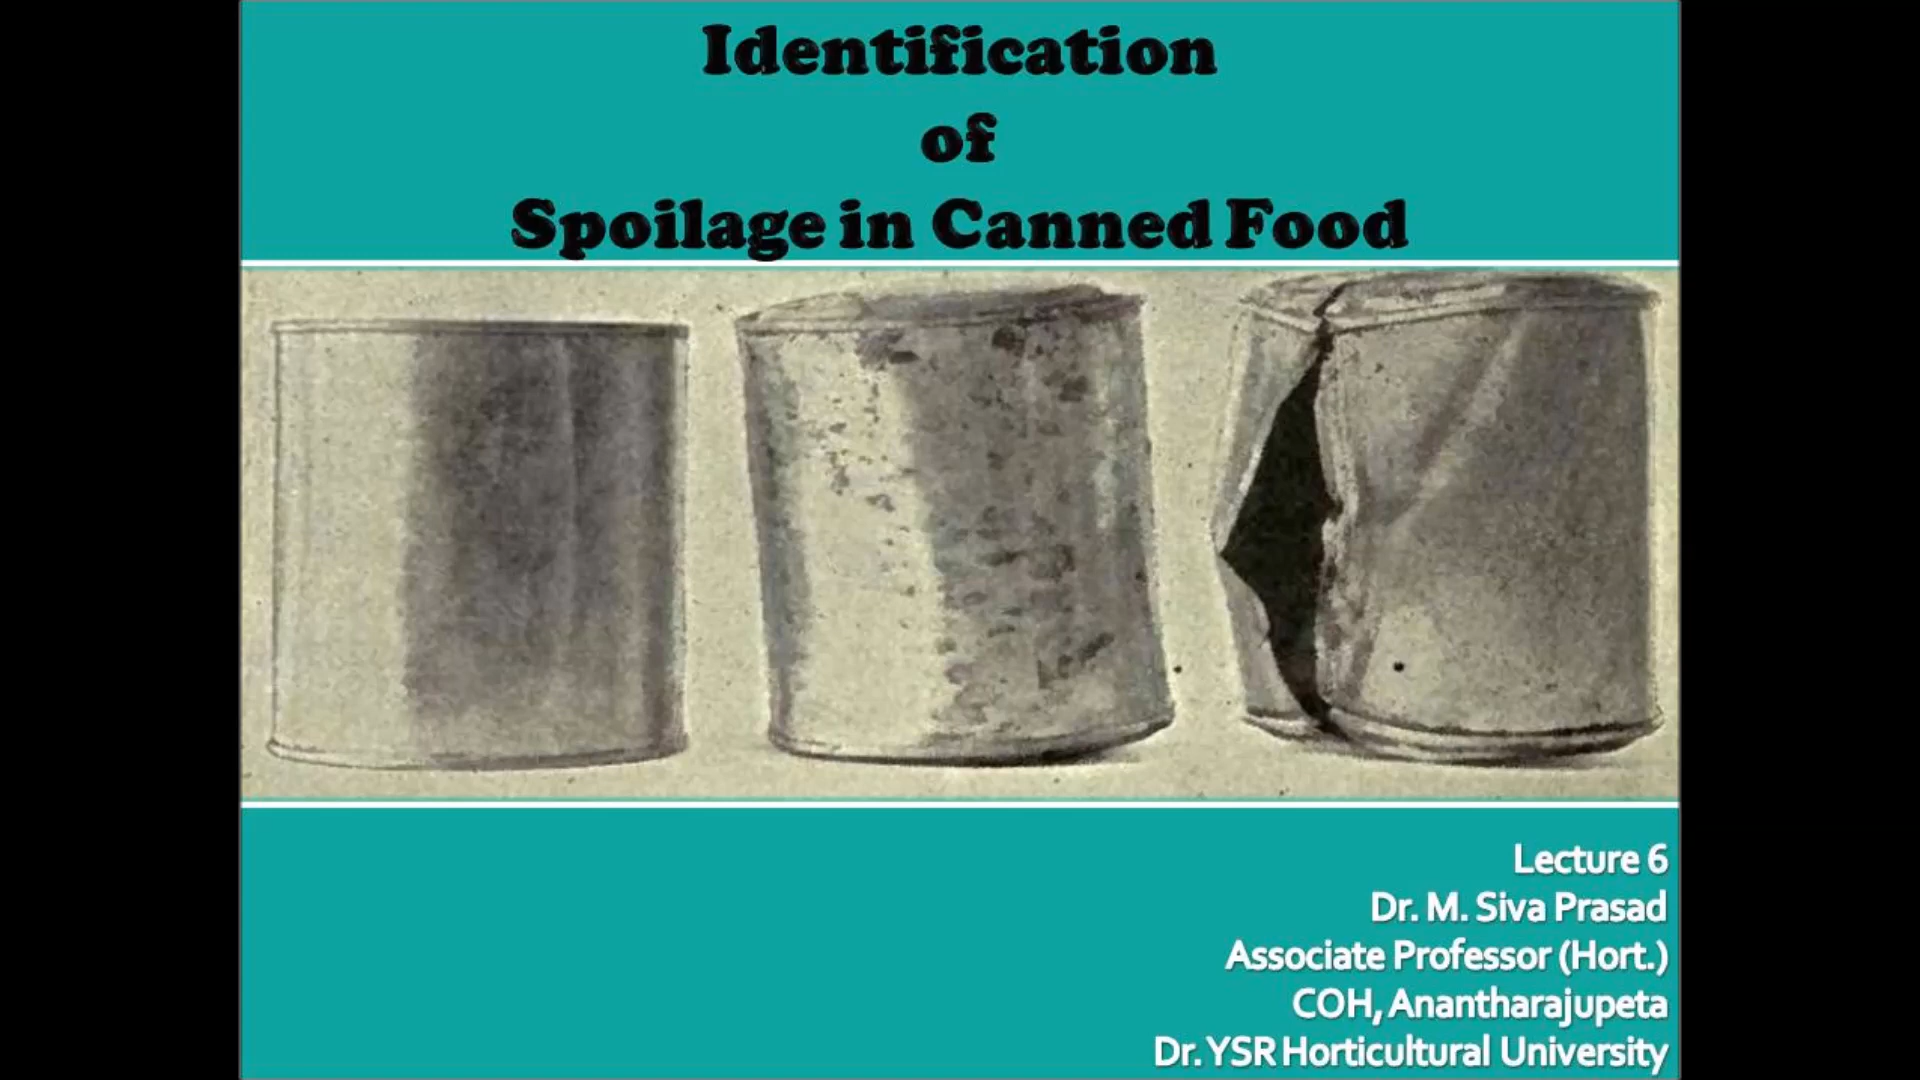 Identification
of
Spoilage in Canned Food
Lecture 6
Dr. M. Siva Prasad
Associate Professor (Hort.)
COH, Anantharajupeta
Dr. YSR Horticultural University